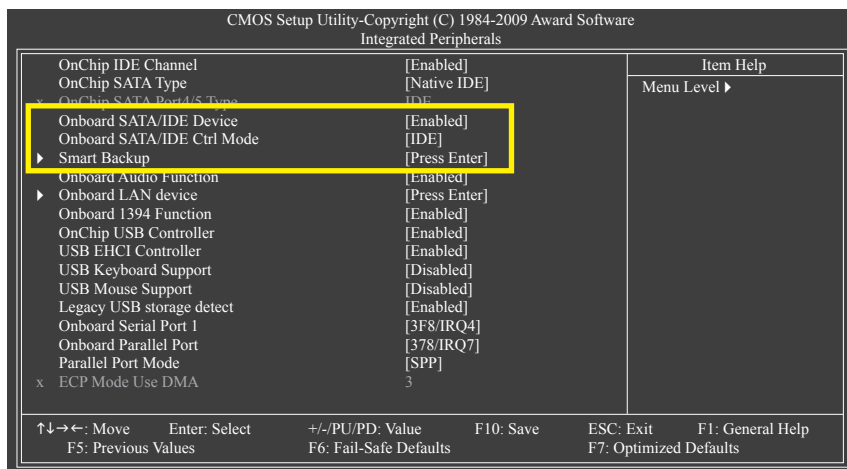 CMOS Setup Utility-Copyright (C) 1984-2009 Award Software
Integrated Peripherals
OnChip IDE Channel [Enabled] Item Help
OnChip SATA Type [Native IDE] Menu Level ▶
x OnChip SATA Port4/5 Type IDE
Onboard SATA/IDE Device [Enabled]
Onboard SATA/IDE Ctrl Mode [IDE]
▶ Smart Backup [Press Enter]
Onboard Audio Function [Enabled]
▶ Onboard LAN device [Press Enter]
Onboard 1394 Function [Enabled]
OnChip USB Controller [Enabled]
USB EHCI Controller [Enabled]
USB Keyboard Support [Disabled]
USB Mouse Support [Disabled]
Legacy USB storage detect [Enabled]
Onboard Serial Port 1 [3F8/IRQ4]
Onboard Parallel Port [378/IRQ7]
Parallel Port Mode [SPP]
x ECP Mode Use DMA 3
↑↓→←: Move Enter: Select +/-/PU/PD: Value F10: Save ESC: Exit F1: General Help
F5: Previous Values F6: Fail-Safe Defaults F7: Optimized Defaults